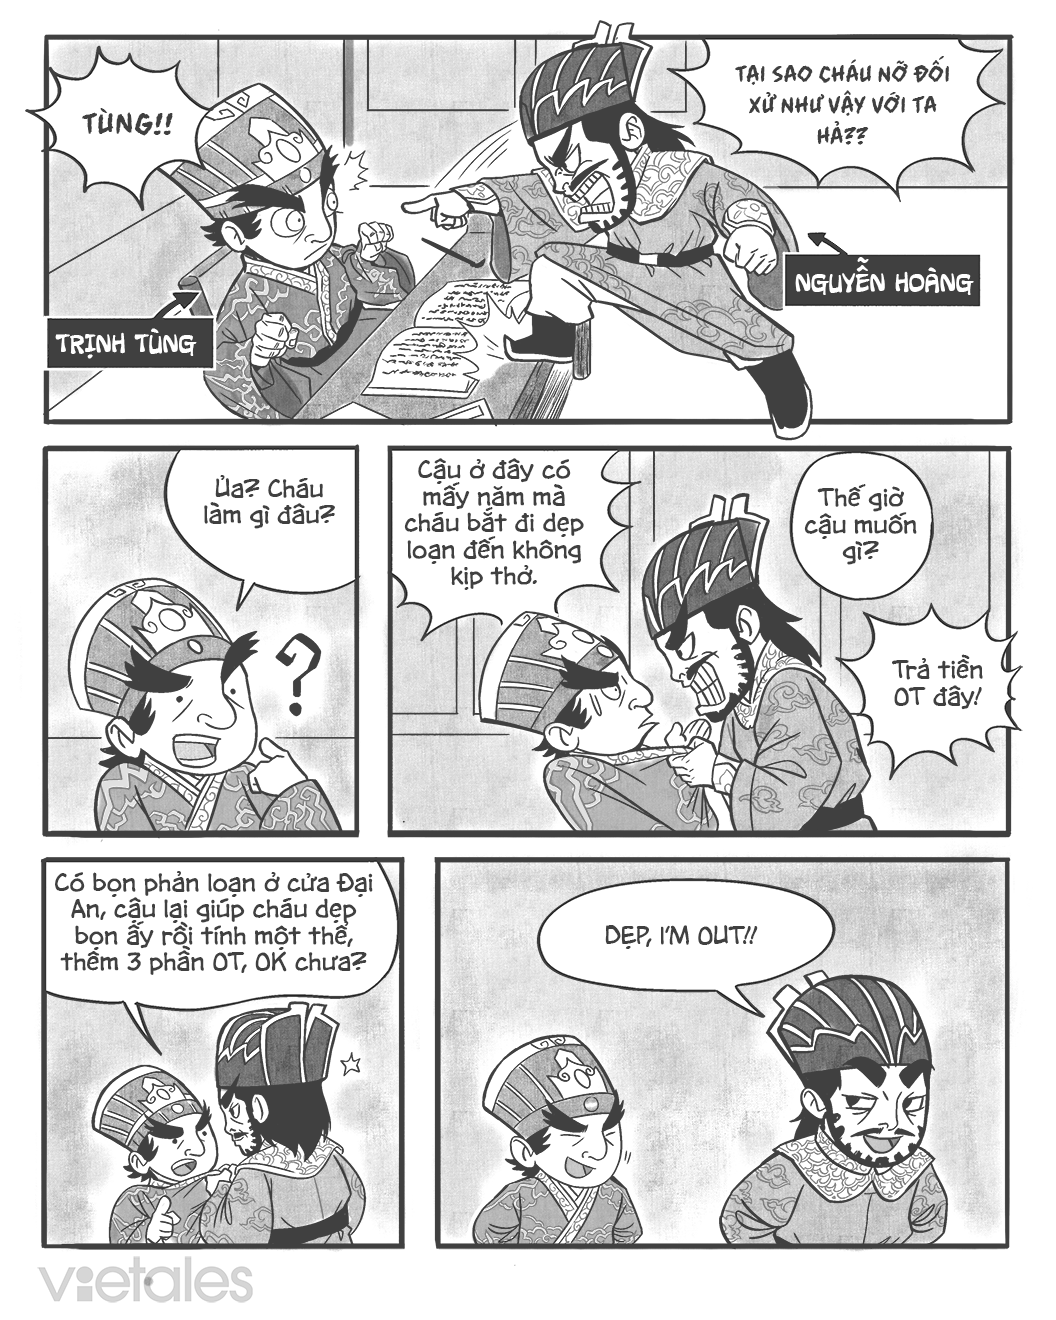 TÙNG!!
TẠI SAO CHÁU NỠ ĐỐI
XỬ NHƯ VẬY VỚI TA
HẢ??
NGUYỄN HOÀNG
TRỊNH TÙNG
Ủa? Cháu
làm gì đâu?
?
Cậu ở đây có
mấy năm mà
cháu bắt đi dẹp
loạn đến không
kịp thở.
Thế giờ
cậu muốn
gì?
Trả tiền
OT đây!
Có bọn phản loạn ở cửa Đại
An, cậu lại giúp cháu dẹp
bọn ấy rồi tính một thể,
thêm 3 phần OT, OK chưa?
DẸP, I'M OUT!!
vietales